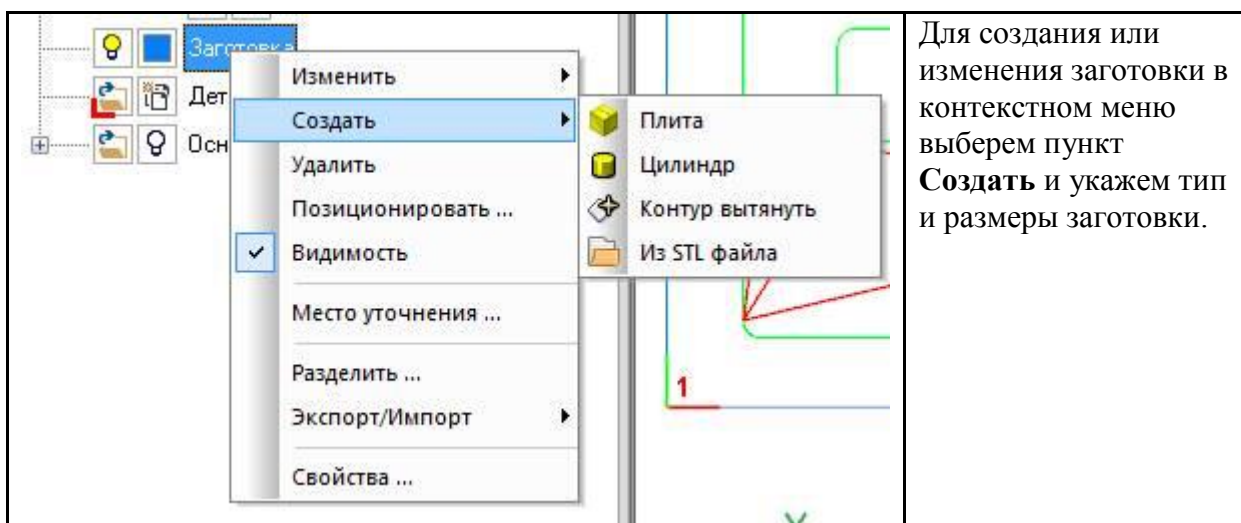 Заготовка
Дет
Осн
Изменить
Создать
Удалить
Позиционировать ...
Видимость
Место уточнения ...
Разделить ...
Экспорт/Импорт
Свойства ...
Плита
Цилиндр
Контур вытянуть
Из STL файла
1
Для создания или
изменения заготовки в
контекстном меню
выберем пункт
Создать и укажем тип
и размеры заготовки.